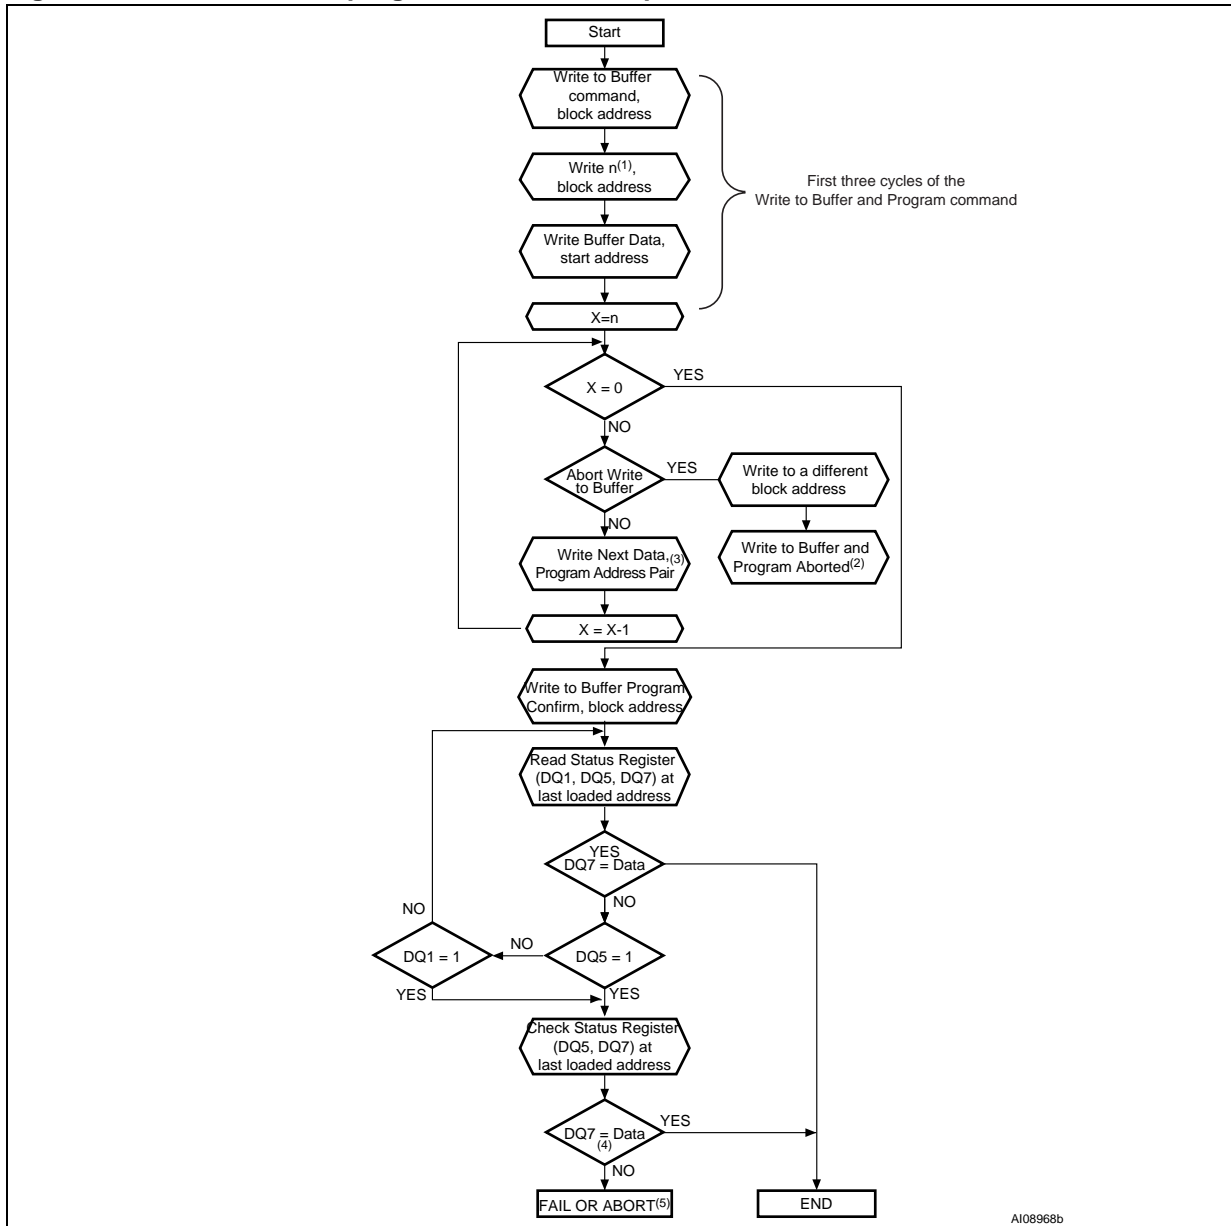 Start
Write to Buffer
command,
block address
Write n(1),
block address
First three cycles of the
Write to Buffer and Program command
Write Buffer Data,
start address
X=n
X = 0
YES
NO
Abort Write
to Buffer
YES
Write to a different
block address
NO
Write Next Data,(3)
Program Address Pair
Write to Buffer and
Program Aborted(2)
X = X-1
Write to Buffer Program
Confirm, block address
Read Status Register
(DQ1, DQ5, DQ7) at
last loaded address
YES
DQ7 = Data
NO
NO
DQ1 = 1
NO
DQ5 = 1
YES
YES
Check Status Register
(DQ5, DQ7) at
last loaded address
DQ7 = Data
(4)
YES
NO
FAIL OR ABORT(5)
END
AI08968b